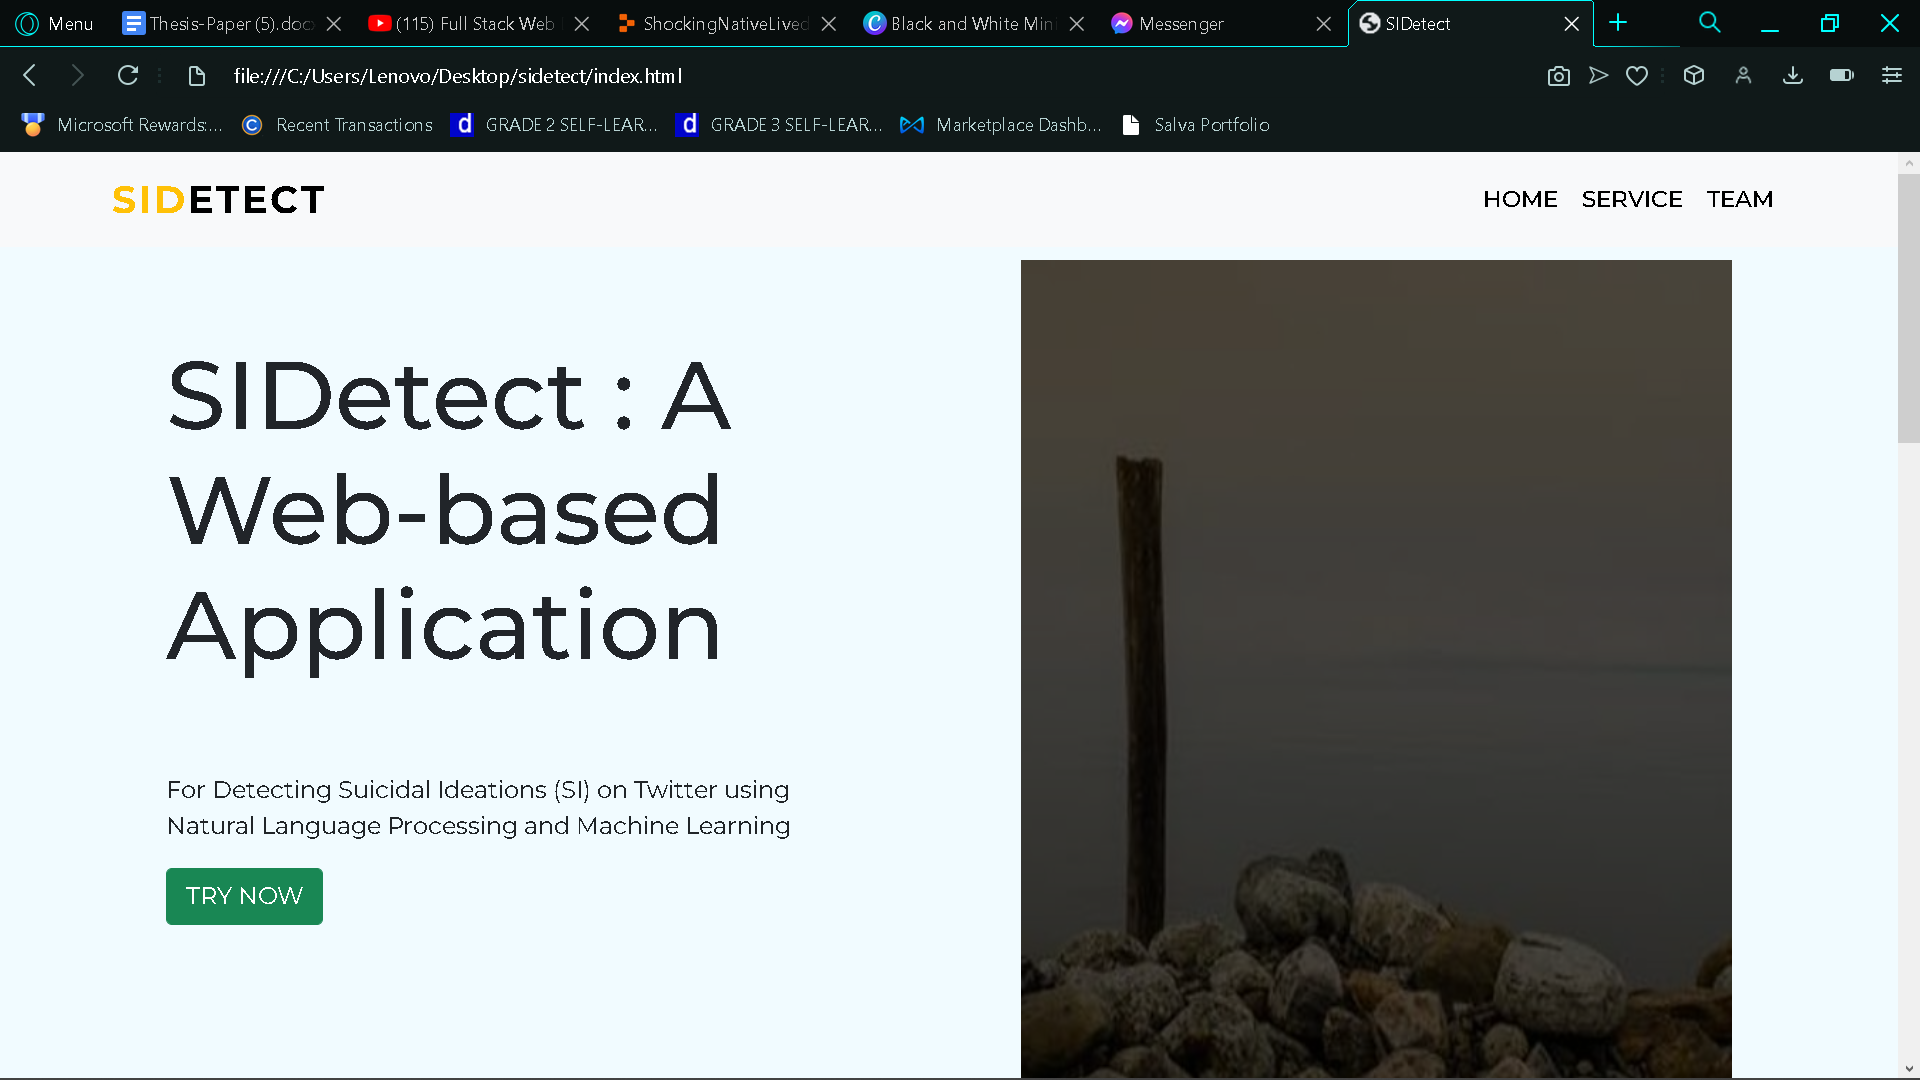 Menu
Thesis-Paper (5).docx
(115) Full Stack Web
ShockingNativeLived
Black and White Mini
Messenger
SIDetect
file:///C:/Users/Lenovo/Desktop/sidetect/index.html
Microsoft Rewards:...
Recent Transactions
GRADE 2 SELF-LEAR...
GRADE 3 SELF-LEAR...
Marketplace Dashb...
Salva Portfolio
SIDETECT
HOME SERVICE TEAM
SIDetect : A
Web-based
Application
For Detecting Suicidal Ideations (SI) on Twitter using
Natural Language Processing and Machine Learning
TRY NOW